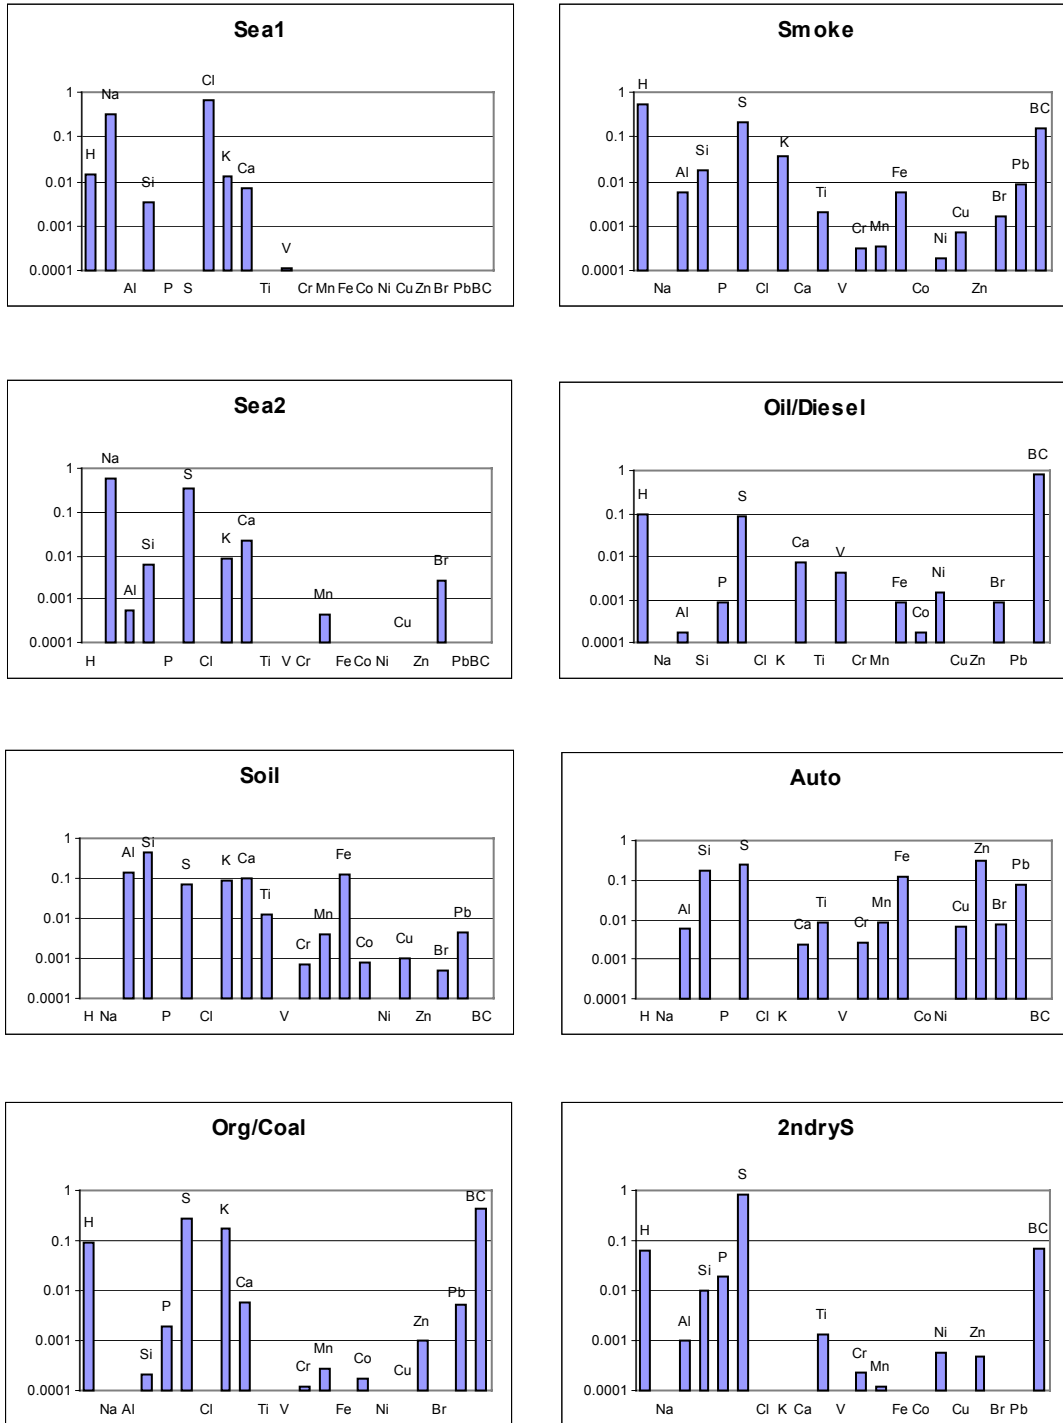 Sea1
Cl
Na
1
0.1
H
K
Ca
Si
0.01
0.001
V
0.0001
Al P S Ti Cr Mn Fe Co Ni Cu Zn Br Pb BC
Smoke
H
S
BC
1
0.1
K
Si
Al
Pb
Fe
0.01
Ti
Br
Cu
0.001
Cr Mn
Ni
0.0001
Na P Cl Ca V Co Zn
Sea2
Na
S
1
0.1
Ca
K
Si
Br
0.01
Al
Mn
0.001
Cu
0.0001
H P Cl Ti V Cr Fe Co Ni Zn Pb BC
Oil/Diesel
BC
1
H
S
0.1
Ca
V
0.01
P
Fe
Ni
Br
0.001
Al
Co
0.0001
Na Si Cl K Ti Cr Mn Cu Zn Pb
Soil
1
Si
Al
S
K Ca
Fe
0.1
Ti
Mn
Pb
0.01
Cr
Co
Cu
Br
0.001
0.0001
H Na P Cl V Ni Zn BC
Auto
1
Si
S
Zn
Fe
Pb
0.1
Al
Ti
Mn
Cu
Br
0.01
Ca
Cr
0.001
0.0001
H Na P Cl K V Co Ni BC
Org/Coal
1
S
K
BC
H
0.1
Ca
P
Pb
0.01
Zn
0.001
Si
Cr
Mn
Co
Cu
0.0001
Na Al Cl Ti V Fe Ni Br
2ndryS
S
1
H
BC
0.1
Si
P
0.01
Al
Ti
Ni
Zn
0.001
Cr
Mn
0.0001
Na Cl K Ca V Fe Co Cu Br Pb